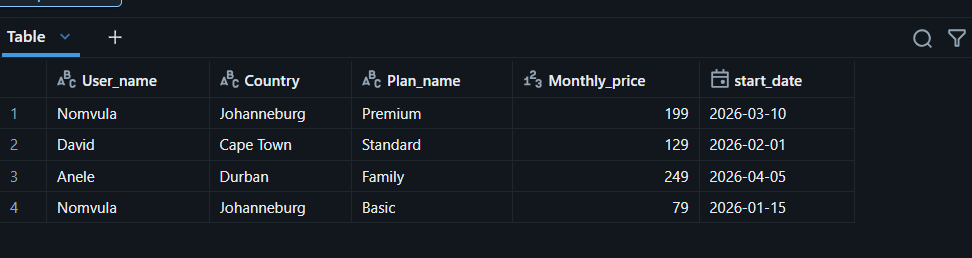 Table
User_name Country Plan_name Monthly_price start_date
1 Nomvula Johanneburg Premium 199 2026-03-10
2 David Cape Town Standard 129 2026-02-01
3 Anele Durban Family 249 2026-04-05
4 Nomvula Johanneburg Basic 79 2026-01-15